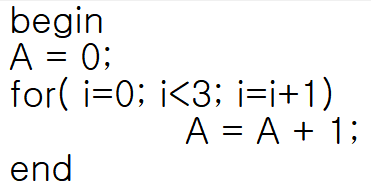 begin
A = 0;
for( i=0; i<3; i=i+1)
A = A + 1;
end